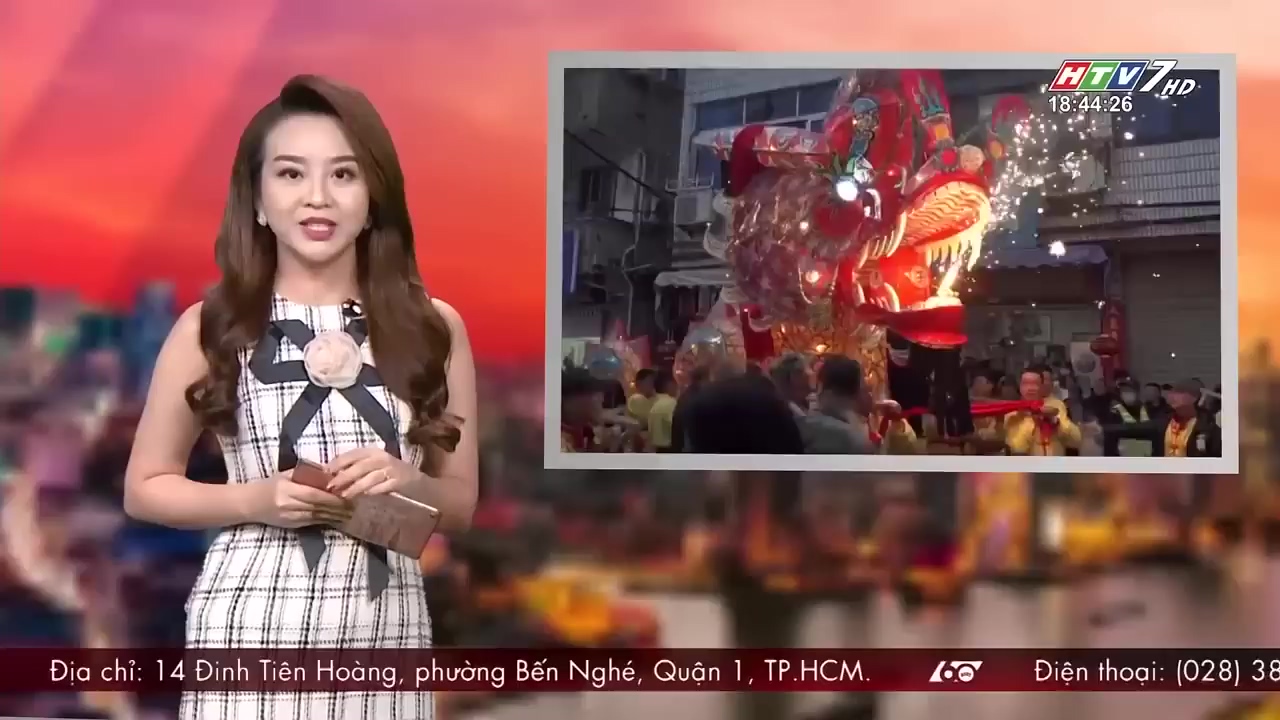 HTV7 HD
18:44:26
Địa chỉ: 14 Đinh Tiên Hoàng, phường Bến Nghé, Quận 1, TP.HCM. 60 Điện thoại: (028) 38